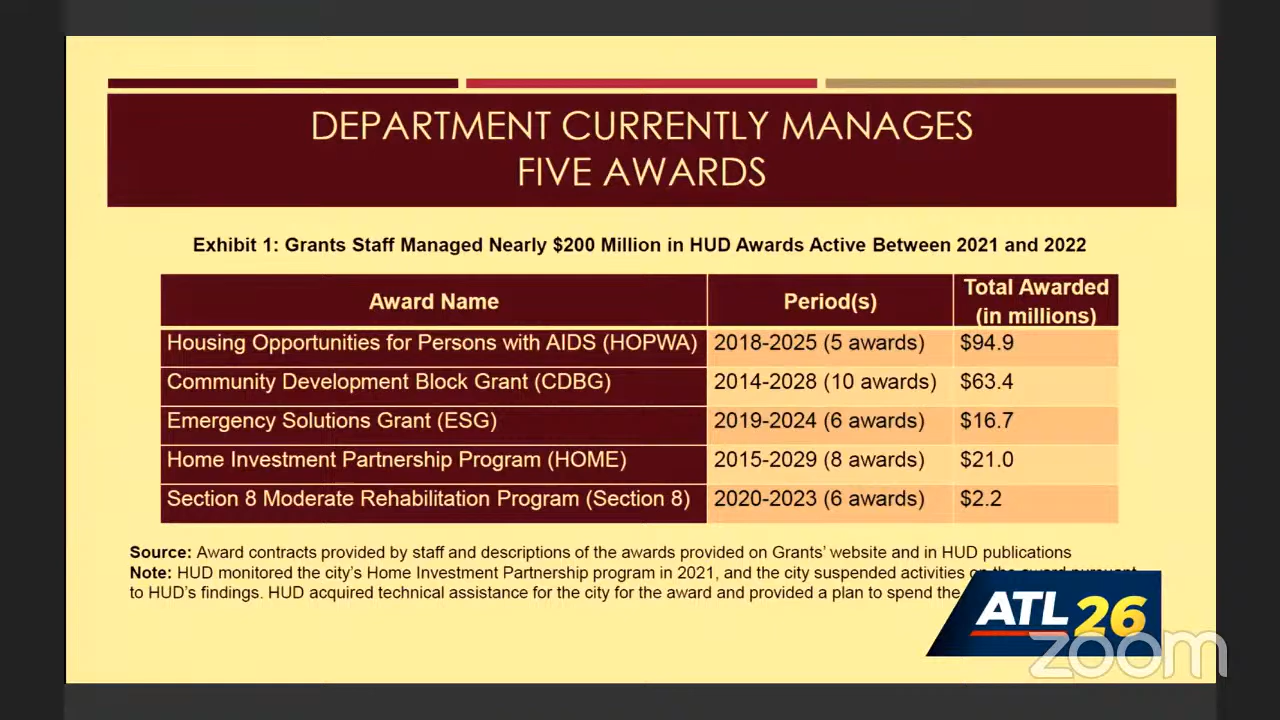 DEPARTMENT CURRENTLY MANAGES
FIVE AWARDS
Exhibit 1: Grants Staff Managed Nearly $200 Million in HUD Awards Active Between 2021 and 2022
Award Name Period(s) Total Awarded (in millions)
Housing Opportunities for Persons with AIDS (HOPWA) 2018-2025 (5 awards) $94.9
Community Development Block Grant (CDBG) 2014-2028 (10 awards) $63.4
Emergency Solutions Grant (ESG) 2019-2024 (6 awards) $16.7
Home Investment Partnership Program (HOME) 2015-2029 (8 awards) $21.0
Section 8 Moderate Rehabilitation Program (Section 8) 2020-2023 (6 awards) $2.2
Source: Award contracts provided by staff and descriptions of the awards provided on Grants' website and in HUD publications
Note: HUD monitored the city's Home Investment Partnership program in 2021, and the city suspended activities on the award pursuant
to HUD's findings. HUD acquired technical assistance for the city for the award and provided a plan to spend the
ATL 26
zoom